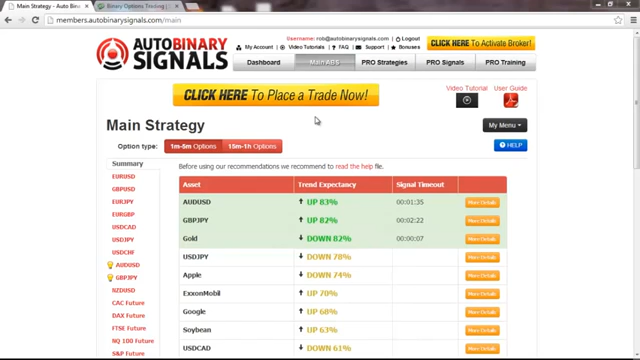 Main Strategy - Auto Bina
Binary Options Tracking |
members.autobinarysignals.com/main
AUTOBINARY
SIGNALS
Username: rob@autobinarysignals.com
Logout
My Account
Video Tutorials
FAQ
Support
Bonuses
CLICK HERE To Activate Broker!
Dashboard
Main ABS
PRO Strategies
PRO Signals
PRO Training
CLICK HERE To Place a Trade Now!
Video Tutorial
User Guide
Main Strategy
My Menu
Option type:
1m-5m Options
15m-1h Options
HELP
Summary
EURUSD
GBPUSD
EURJPY
EURGBP
USDCAD
USDJPY
USDCHF
AUDUSD
GBPJPY
NZDUSD
CAC Future
DAX Future
FTSE Future
NQ 100 Future
S&P Future
Before using our recommendations we recommend to read the help file.
Asset Trend Expectancy Signal Timeout
AUDUSD UP 83% 00:01:35 More Details
GBPJPY UP 82% 00:02:22 More Details
Gold DOWN 82% 00:00:07 More Details
USDJPY DOWN 78% More Details
Apple DOWN 74% More Details
ExxonMobil UP 70% More Details
Google UP 68% More Details
Soybean UP 63% More Details
USDCAD DOWN 61% More Details